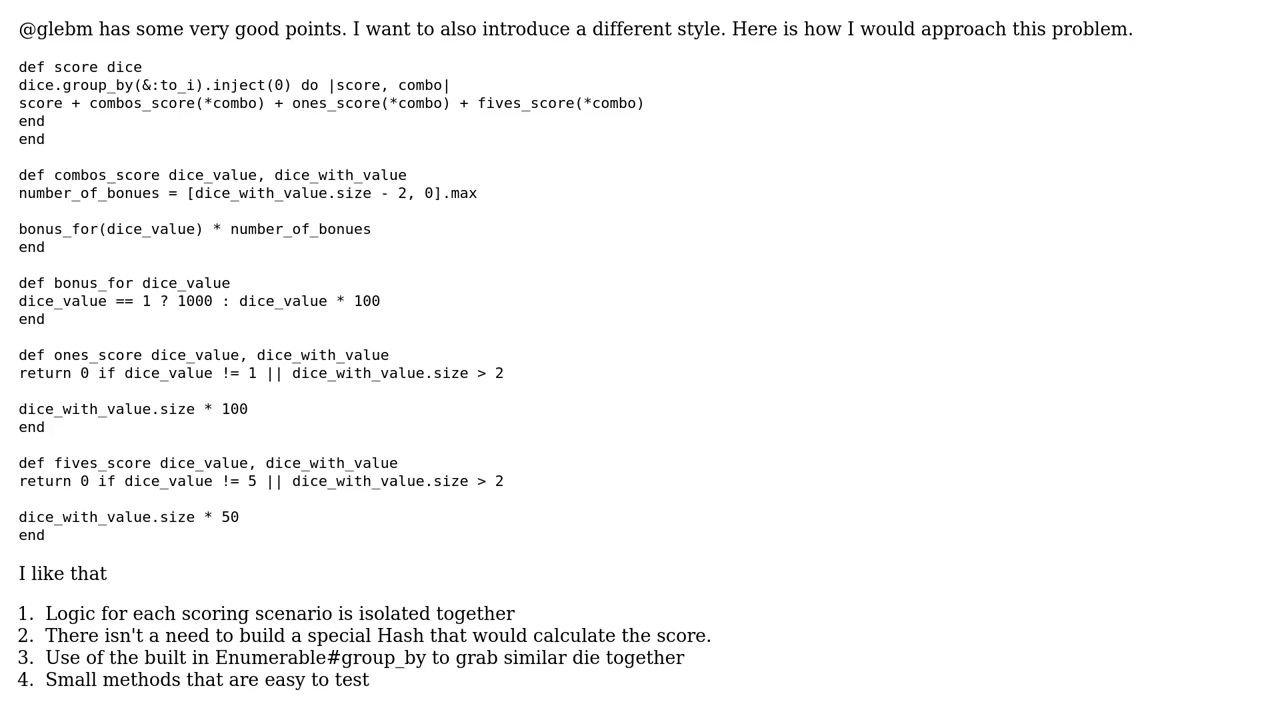 @glebm has some very good points. I want to also introduce a different style. Here is how I would approach this problem.
def score dice
dice.group_by(&:to_i).inject(0) do |score, combo|
score + combos_score(*combo) + ones_score(*combo) + fives_score(*combo)
end
end
def combos_score dice_value, dice_with_value
number_of_bonues = [dice_with_value.size - 2, 0].max
bonus_for(dice_value) * number_of_bonues
end
def bonus_for dice_value
dice_value == 1 ? 1000 : dice_value * 100
end
def ones_score dice_value, dice_with_value
return 0 if dice_value != 1 || dice_with_value.size > 2
dice_with_value.size * 100
end
def fives_score dice_value, dice_with_value
return 0 if dice_value != 5 || dice_with_value.size > 2
dice_with_value.size * 50
end
I like that
1. Logic for each scoring scenario is isolated together
2. There isn't a need to build a special Hash that would calculate the score.
3. Use of the built in Enumerable#group_by to grab similar die together
4. Small methods that are easy to test